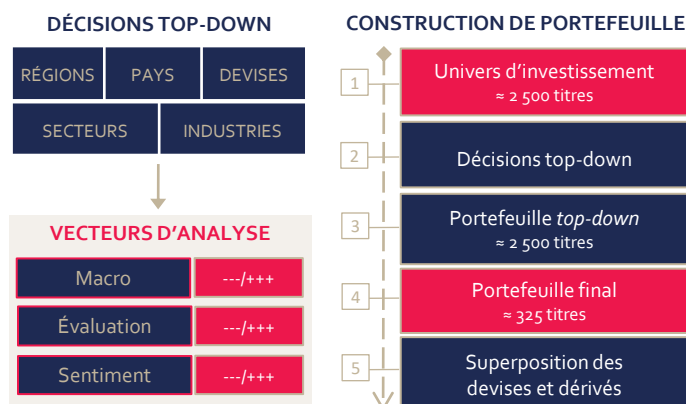 DÉCISIONS TOP-DOWN
RÉGIONS
PAYS
DEVISES
SECTEURS
INDUSTRIES
VECTEURS D'ANALYSE
Macro
---/+++
Évaluation
---/+++
Sentiment
---/+++
CONSTRUCTION DE PORTEFEUILLE
1
Univers d'investissement
≈ 2 500 titres
2
Décisions top-down
3
Portefeuille top-down
≈ 2 500 titres
4
Portefeuille final
≈ 325 titres
5
Superposition des
devises et dérivés